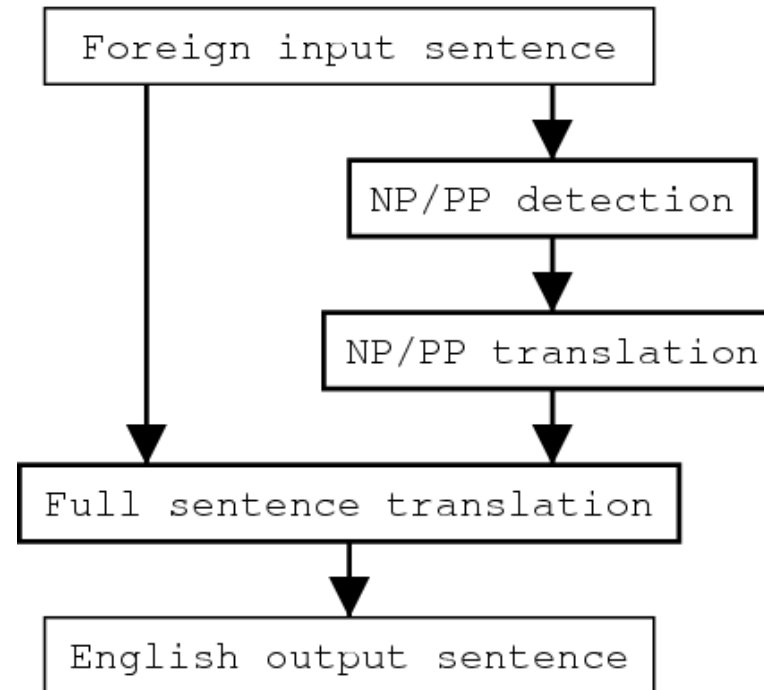 Foreign input sentence
NP/PP detection
NP/PP translation
Full sentence translation
English output sentence